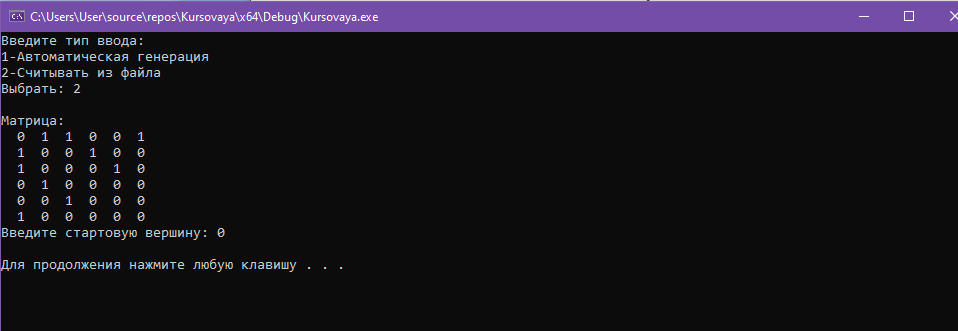 C:\Users\User\source\repos\Kursovaya\x64\Debug\Kursovaya.exe
Введите тип ввода:
1-Автоматическая генерация
2-Считывать из файла
Выбрать: 2
Матрица:
0 1 1 0 0 1
1 0 0 1 0 0
1 0 0 0 1 0
0 1 0 0 0 0
0 0 1 0 0 0
1 0 0 0 0 0
Введите стартовую вершину: 0
Для продолжения нажмите любую клавишу . . .